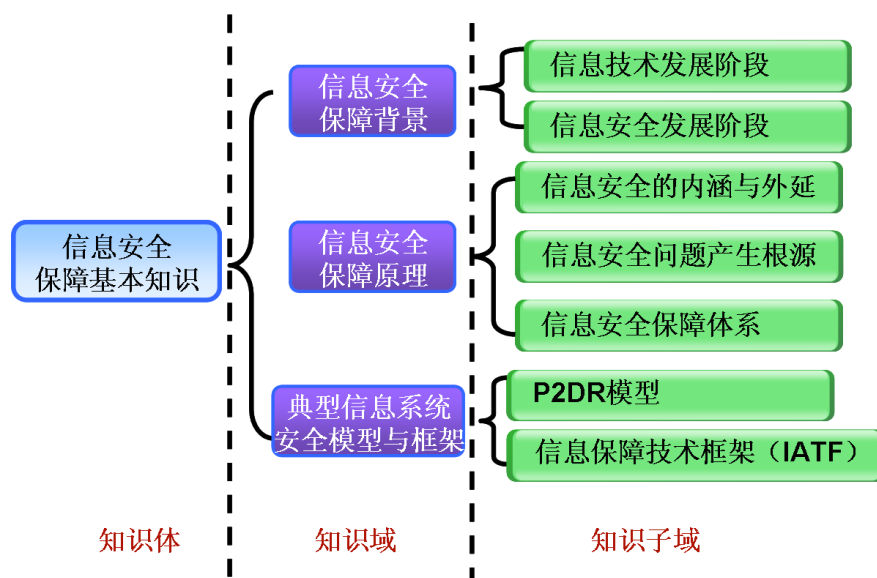 信息安全
保障基本知识
信息安全
保障背景
信息技术发展阶段
信息安全发展阶段
信息安全
保障原理
信息安全的内涵与外延
信息安全问题产生根源
信息安全保障体系
典型信息系统
安全模型与框架
P2DR模型
信息保障技术框架（IATF）
知识体
知识域
知识子域